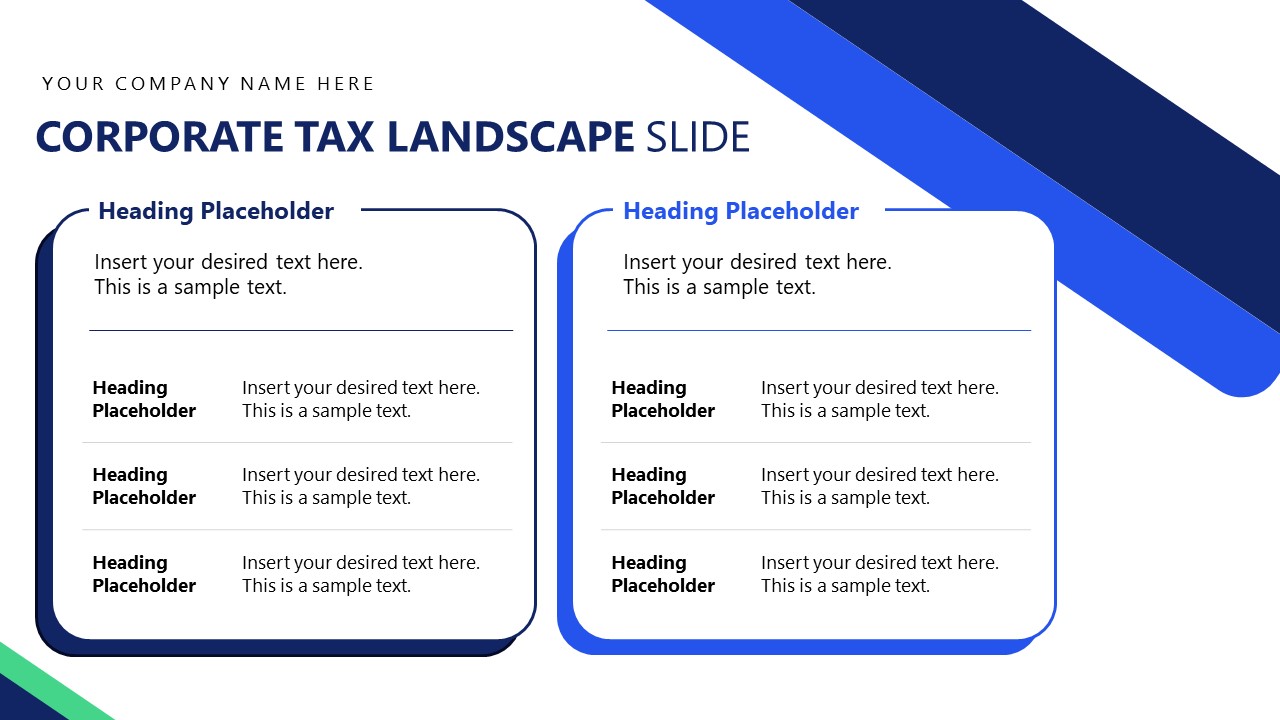 YOUR COMPANY NAME HERE
CORPORATE TAX LANDSCAPE SLIDE
Heading Placeholder
Insert your desired text here.
This is a sample text.
Heading
Placeholder
Insert your desired text here.
This is a sample text.
Heading
Placeholder
Insert your desired text here.
This is a sample text.
Heading
Placeholder
Insert your desired text here.
This is a sample text.
Heading Placeholder
Insert your desired text here.
This is a sample text.
Heading
Placeholder
Insert your desired text here.
This is a sample text.
Heading
Placeholder
Insert your desired text here.
This is a sample text.
Heading
Placeholder
Insert your desired text here.
This is a sample text.